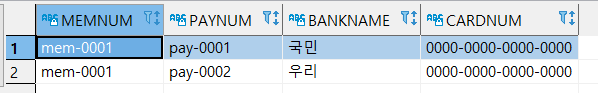 MEMNUM PAYNUM BANKNAME CARDNUM
1 mem-0001 pay-0001 국민 0000-0000-0000-0000
2 mem-0001 pay-0002 우리 0000-0000-0000-0000